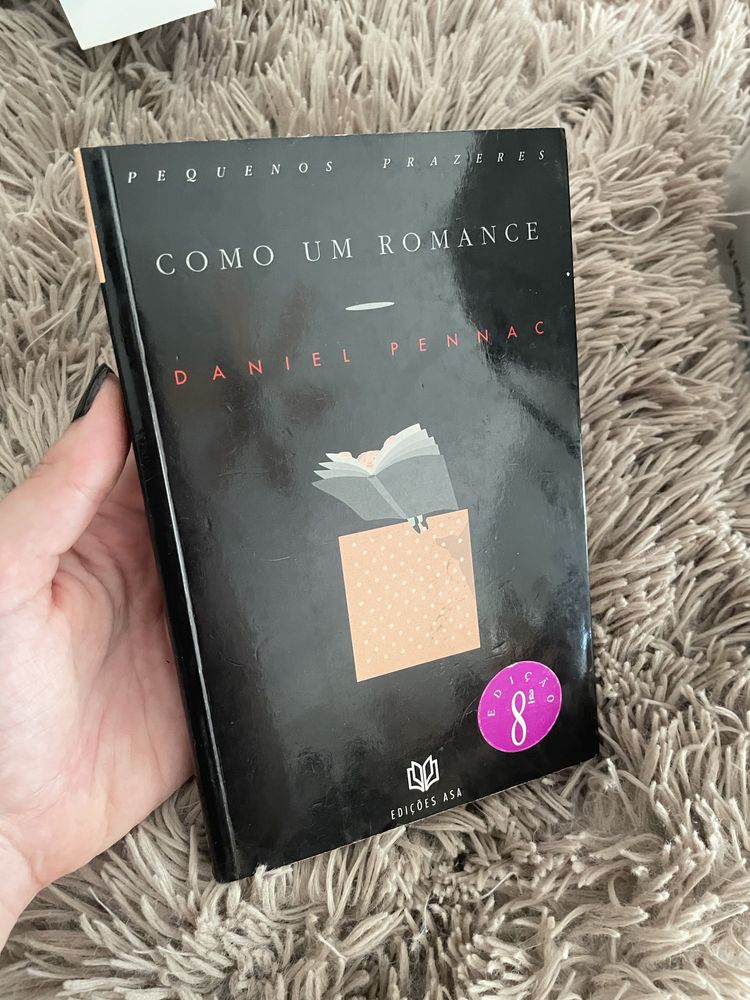 PEQUENOS PRAZERES
COMO UM ROMANCE
DANIEL PENNAC
EDIÇÃO
8ª
EDIÇÕES ASA